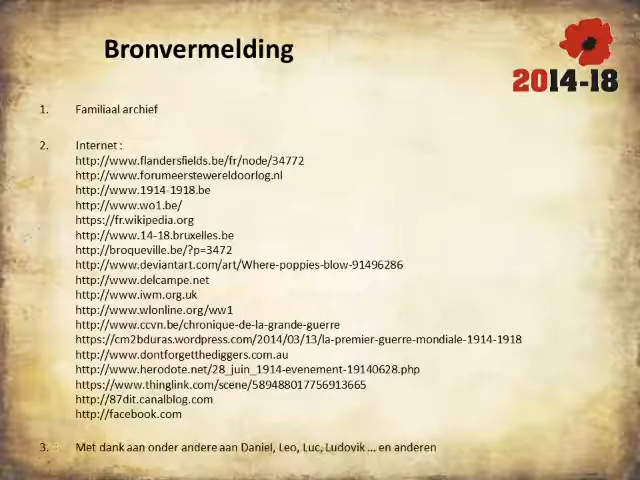 Bronvermelding
2014-18
1. Familiaal archief
2. Internet :
http://www.flandersfields.be/fr/node/34772
http://www.forumeerstewereldoorlog.nl
http://www.1914-1918.be
http://www.wo1.be/
https://fr.wikipedia.org
http://www.14-18.bruxelles.be
http://broqueville.be/?p=3472
http://www.deviantart.com/art/Where-poppies-blow-91496286
http://www.delcampe.net
http://www.iwm.org.uk
http://www.wlonline.org/ww1
http://www.ccvn.be/chronique-de-la-grande-guerre
https://cm2bduras.wordpress.com/2014/03/13/la-premier-guerre-mondiale-1914-1918
http://www.dontforgetthediggers.com.au
http://www.herodote.net/28_juin_1914-evenement-19140628.php
https://www.thinglink.com/scene/589488017756913665
http://87dit.canalblog.com
http://facebook.com
3. Met dank aan onder andere aan Daniel, Leo, Luc, Ludovik ... en anderen